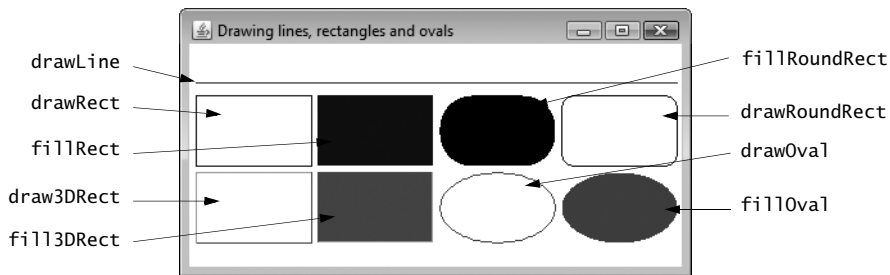 Drawing lines, rectangles and ovals
drawLine
drawRect
fillRect
draw3DRect
fill3DRect
fillRoundRect
drawRoundRect
drawOval
fillOval